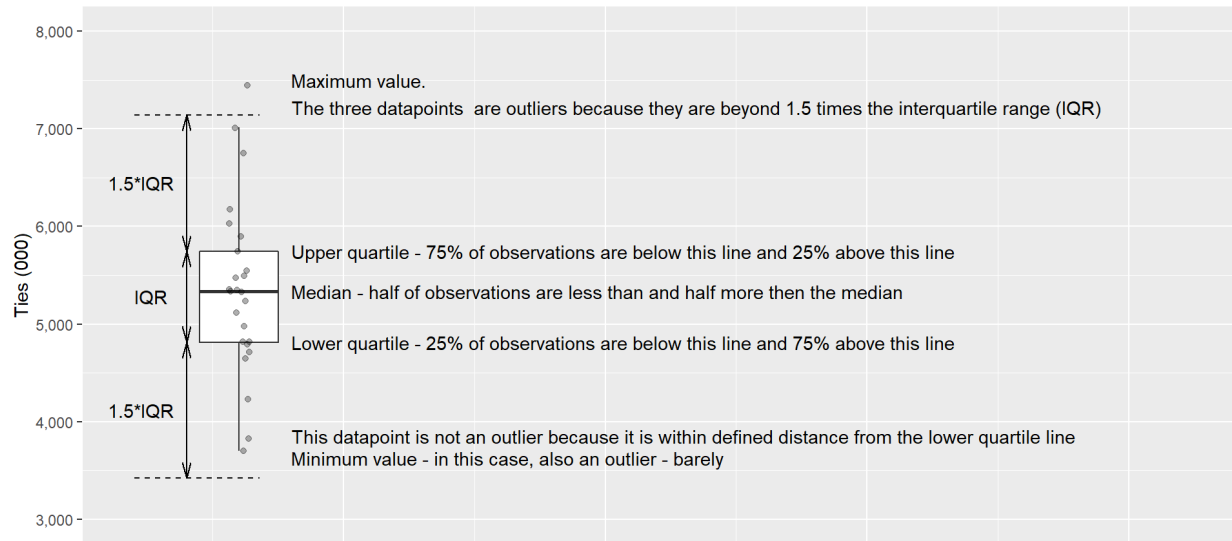 8,000
Maximum value.
The three datapoints  are outliers because they are beyond 1.5 times the interquartile range (IQR)
7,000
1.5*IQR
6,000
Upper quartile - 75% of observations are below this line and 25% above this line
Ties (000)
IQR
Median - half of observations are less than and half more then the median
5,000
Lower quartile - 25% of observations are below this line and 75% above this line
1.5*IQR
4,000
This datapoint is not an outlier because it is within defined distance from the lower quartile line
Minimum value - in this case, also an outlier - barely
3,000